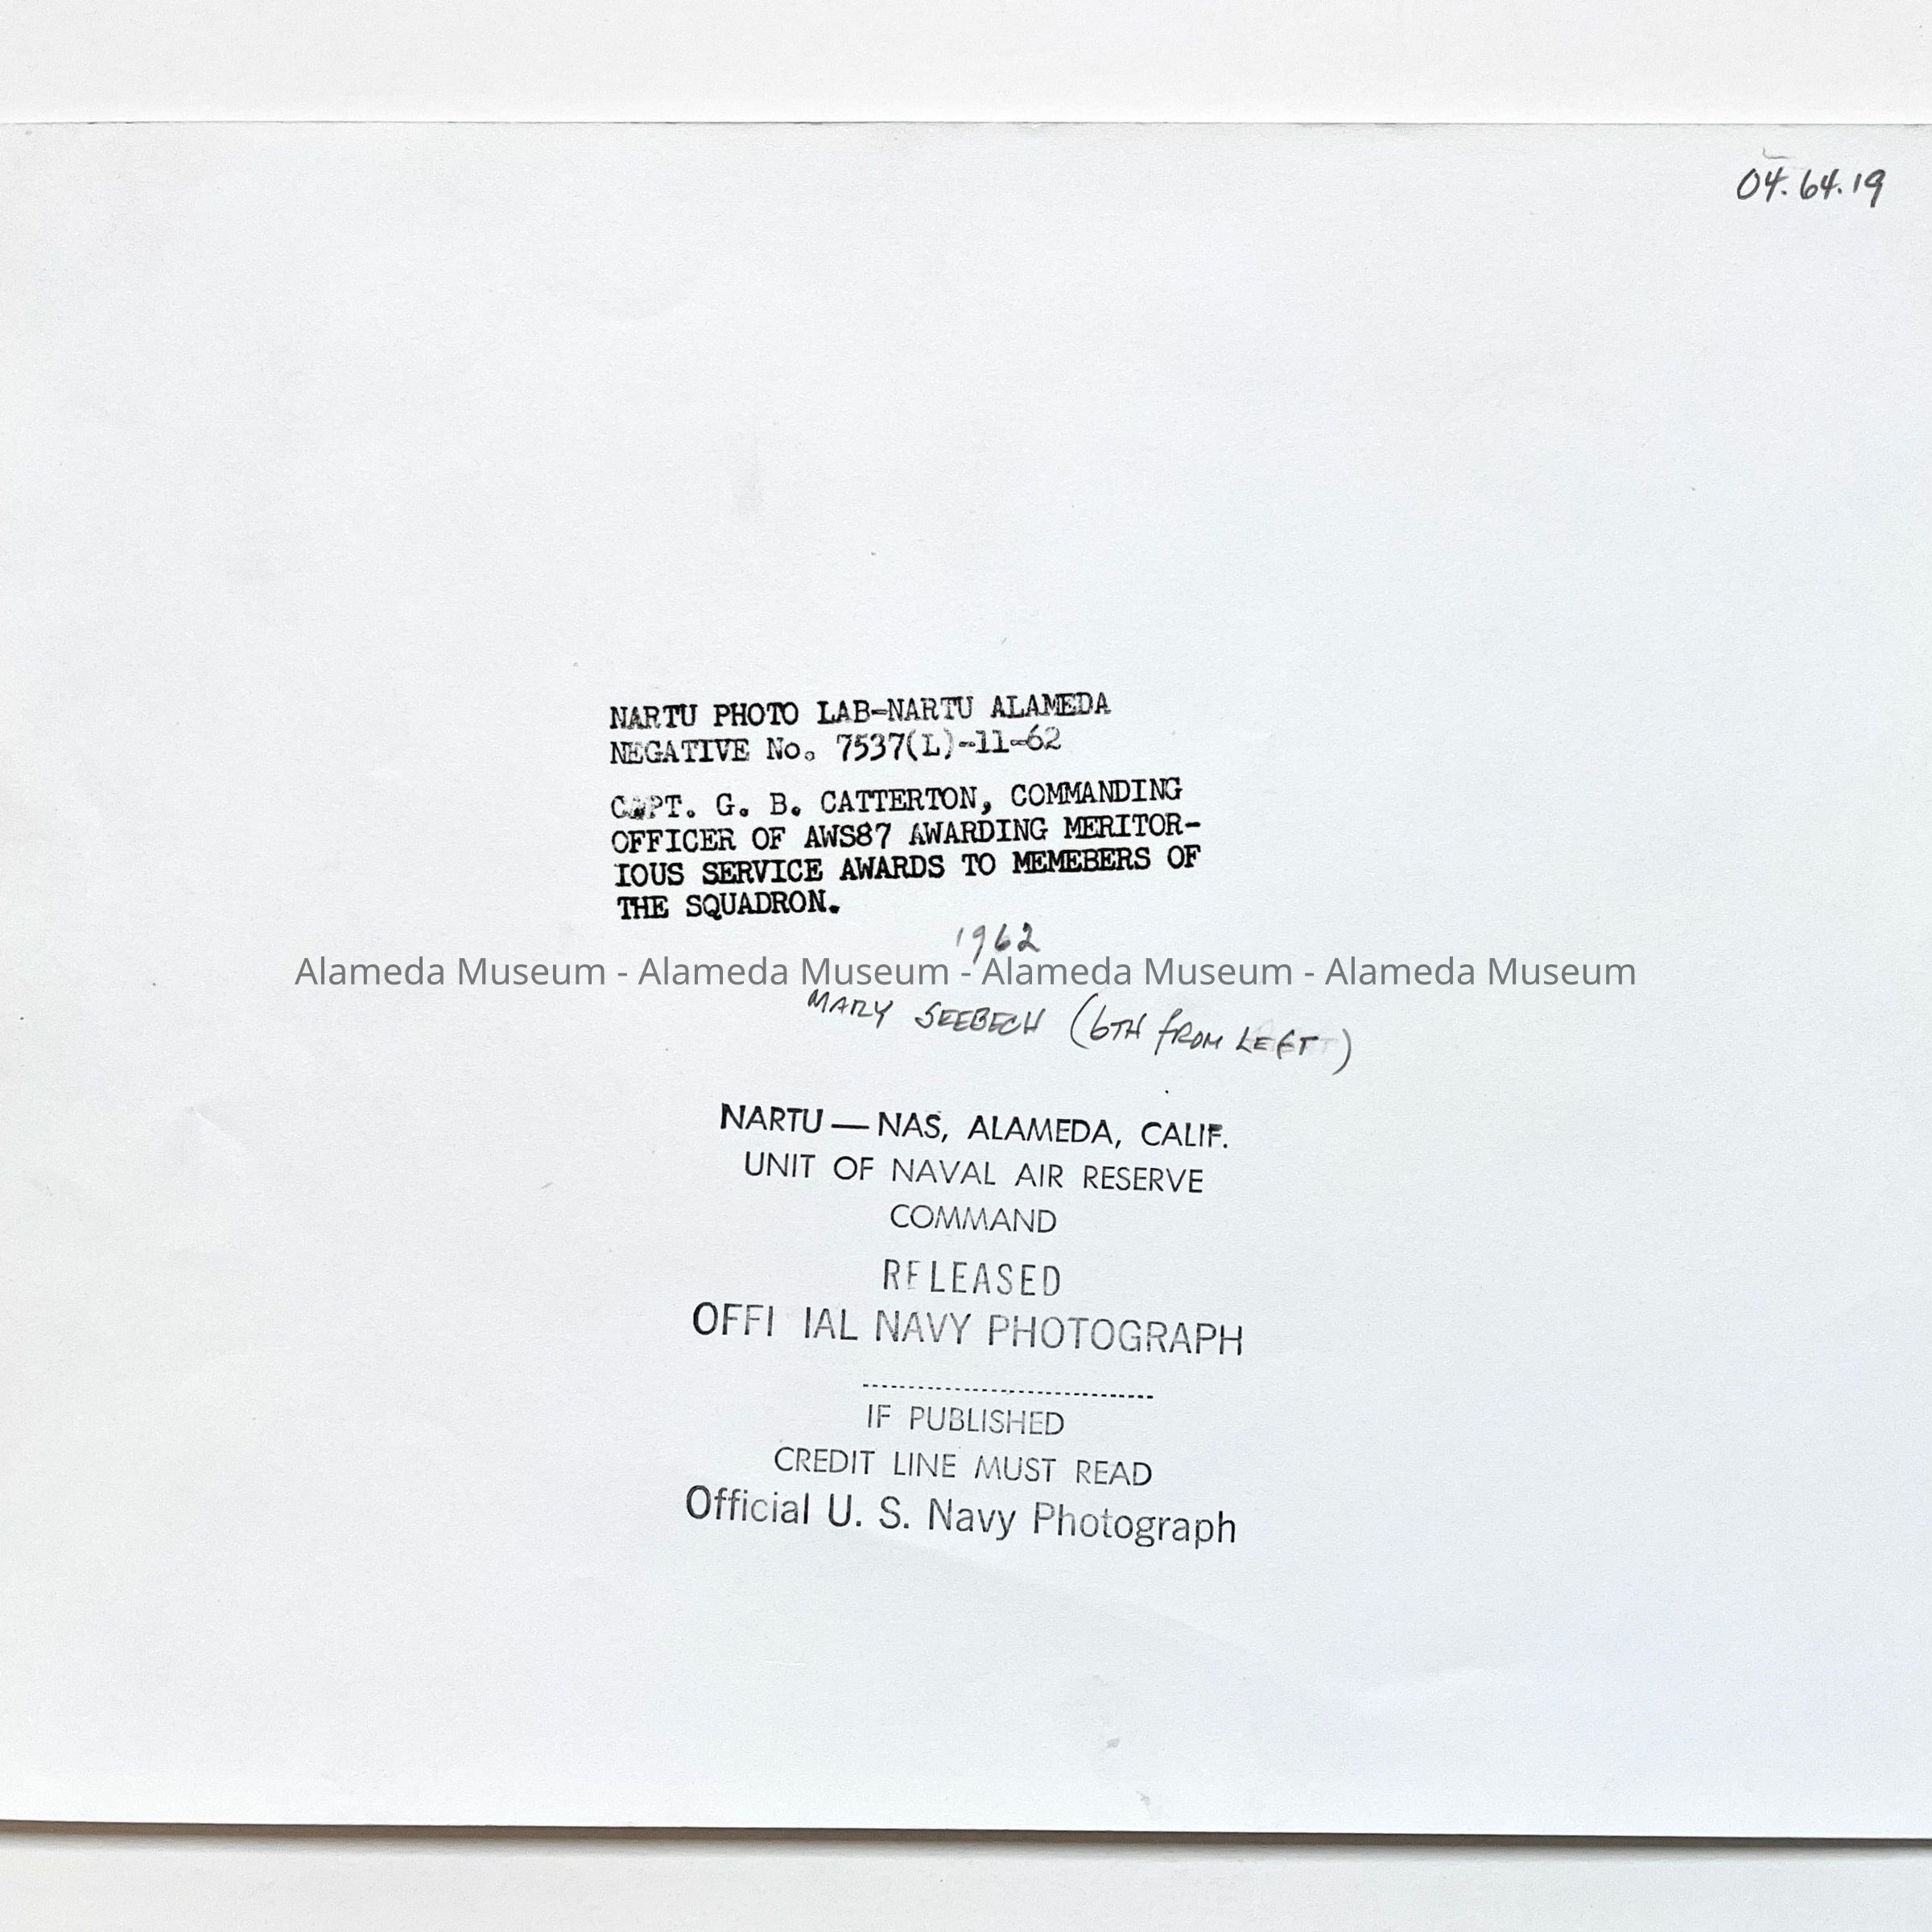 04.64.19
NARTU PHOTO LAB-NARTU ALAMEDA
NEGATIVE No. 7537(L)-11-62
CAPT. G. B. CATTERTON, COMMANDING
OFFICER OF AWS87 AWARDING MERITOR-
IOUS SERVICE AWARDS TO MEMEBERS OF
THE SQUADRON.
1962
Alameda Museum - Alameda Museum - Alameda Museum - Alameda Museum
MARY SEEBECH (6TH FROM LEFT)
NARTU — NAS, ALAMEDA, CALIF.
UNIT OF NAVAL AIR RESERVE
COMMAND
RELEASED
OFFI IAL NAVY PHOTOGRAPH
IF PUBLISHED
CREDIT LINE MUST READ
Official U. S. Navy Photograph